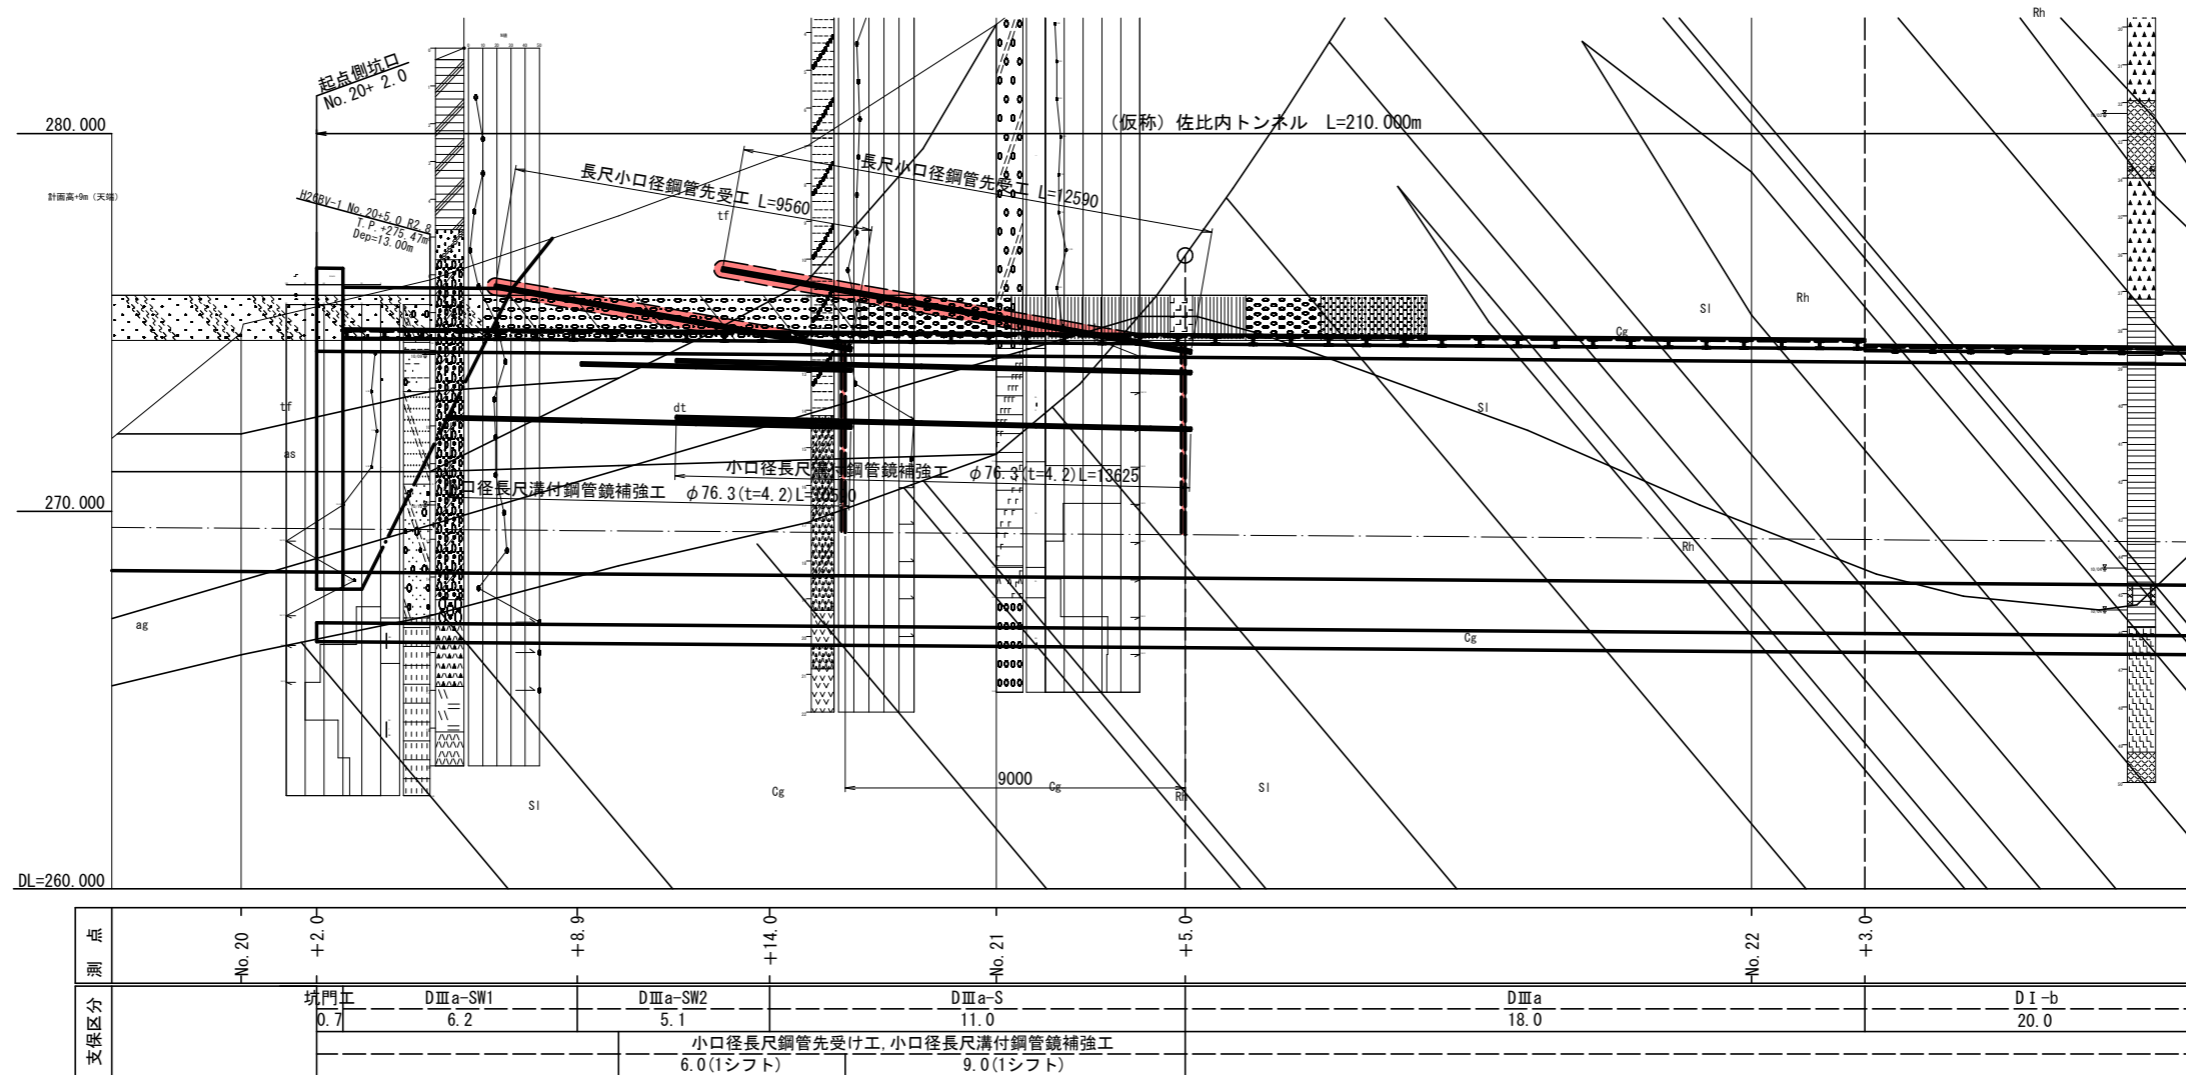 Rh
起点側坑口
No.20+ 2.0
280.000
(仮称) 佐比内トンネル L=210.000m
計画高+9m (天端)
長尺小口径鋼管先受工 L=9560
長尺小口径鋼管先受工 L=12590
H26BV-1 No.20+5.0 R2.8
T.P.+275.47m
Dep=13.00m
tf
Sl
Rh
Cg
tf
dt
Sl
as
小口径長尺溝付鋼管鏡補強工 φ76.3(t=4.2)L=13625
小口径長尺溝付鋼管鏡補強工 φ76.3(t=4.2)
270.000
Rh
ag
Cg
9000
Cg
Cg
Rh
Sl
Sl
DL=260.000
測点
No.20
+2.0
+8.9
+14.0
No.21
+5.0
No.22
+3.0
支保区分
坑門工
DⅢa-SW1
DⅢa-SW2
DⅢa-S
DⅢa
DⅠ-b
0.7
6.2
5.1
11.0
18.0
20.0
小口径長尺鋼管先受け工,小口径長尺溝付鋼管鏡補強工
6.0(1シフト)
9.0(1シフト)